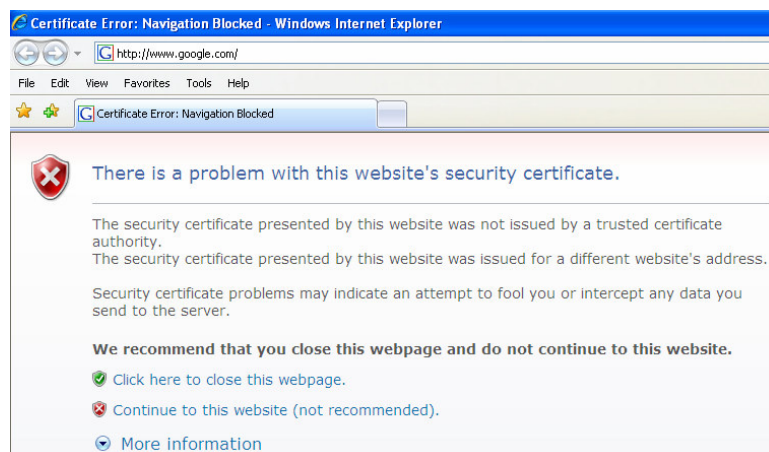 Certificate Error: Navigation Blocked - Windows Internet Explorer
http://www.google.com/
File Edit View Favorites Tools Help
Certificate Error: Navigation Blocked
There is a problem with this website's security certificate.
The security certificate presented by this website was not issued by a trusted certificate
authority.
The security certificate presented by this website was issued for a different website's address.
Security certificate problems may indicate an attempt to fool you or intercept any data you
send to the server.
We recommend that you close this webpage and do not continue to this website.
Click here to close this webpage.
Continue to this website (not recommended).
More information